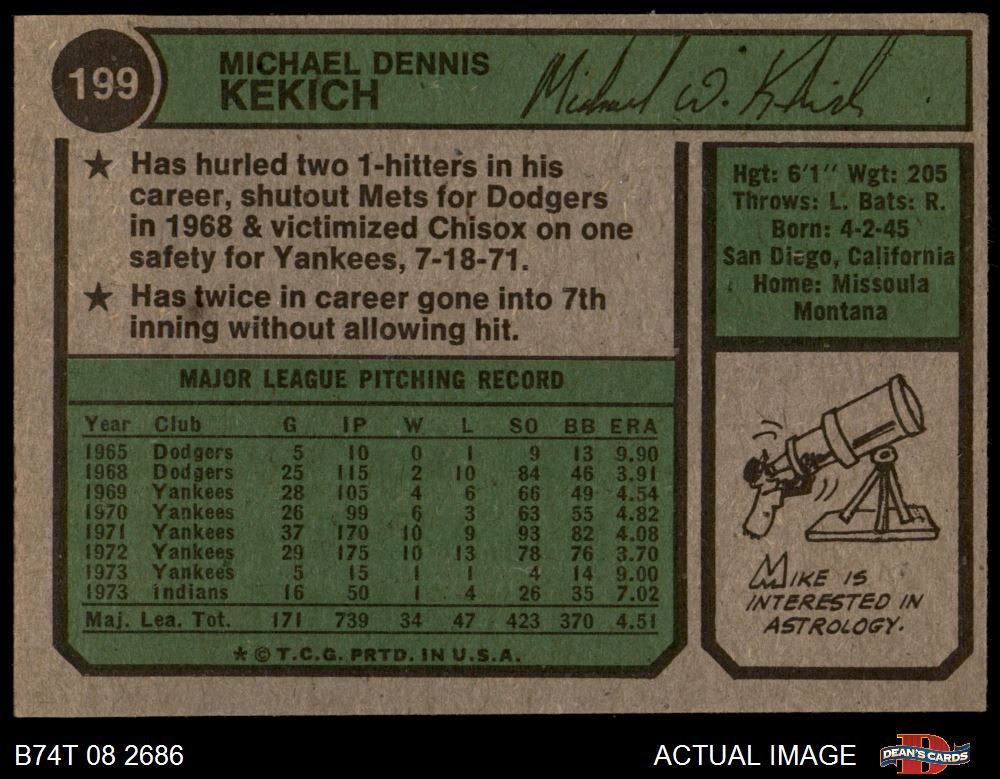 199
MICHAEL DENNIS
KEKICH
Michael D. Kekich
★ Has hurled two 1-hitters in his
career, shutout Mets for Dodgers
in 1968 & victimized Chisox on one
safety for Yankees, 7-18-71.
★ Has twice in career gone into 7th
inning without allowing hit.
MAJOR LEAGUE PITCHING RECORD
Year Club G IP W L SO BB ERA
1965 Dodgers 5 10 0 1 9 13 9.90
1968 Dodgers 25 115 2 10 84 46 3.91
1969 Yankees 28 105 4 6 66 49 4.54
1970 Yankees 26 99 6 3 63 55 4.82
1971 Yankees 37 170 10 9 93 82 4.08
1972 Yankees 29 175 10 13 78 76 3.70
1973 Yankees 5 15 1 1 4 14 9.00
1973 Indians 16 50 1 4 26 35 7.02
Maj. Lea. Tot. 171 739 34 47 423 370 4.51
★ © T.C.G. PRTD. IN U.S.A.
Hgt: 6'1" Wgt: 205
Throws: L. Bats: R.
Born: 4-2-45
San Diego, California
Home: Missoula
Montana
MIKE IS
INTERESTED IN
ASTROLOGY.
B74T 08 2686
ACTUAL IMAGE
DEAN'S CARDS